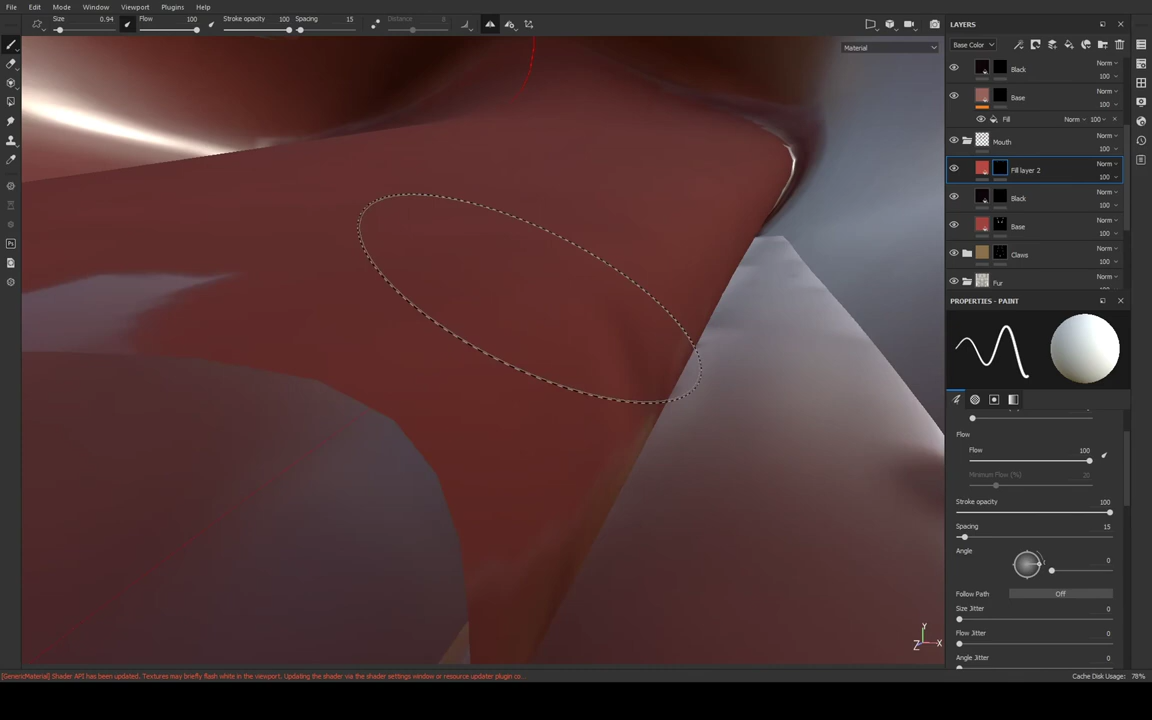 File Edit Mode Window Viewport Plugins Help
Size 0.94 Flow 100 Stroke opacity 100 Spacing 15 Distance 8
Material
LAYERS
Base Color
Black Norm 100
Base Norm 100
Fill Norm 100
Mouth Norm 100
Fill layer 2 Norm 100
Black Norm 100
Base Norm 100
Claws Norm 100
Fur Norm
PROPERTIES - PAINT
Flow
Flow 100
Minimum Flow (%) 20
Stroke opacity 100
Spacing 15
Angle 0
Follow Path Off
Size Jitter 0
Flow Jitter 0
Angle Jitter 0
Ps
Y
Z X
[GenericMaterial] Shader API has been updated. Textures may briefly flash white in the viewport. Updating the shader via the shader settings window or resource updater plugin co...
Cache Disk Usage: 78%